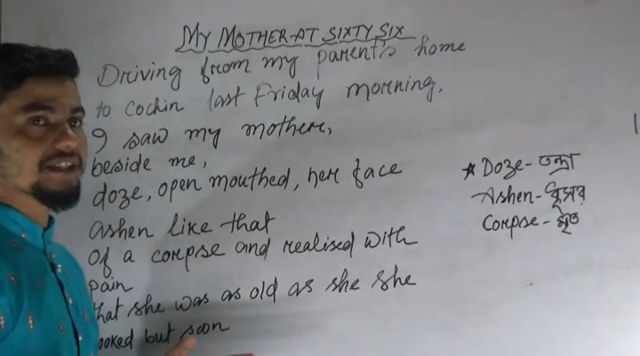 MY MOTHER AT SIXTY SIX
Driving from my parent's home
to cochin last Friday morning,
I saw my mother,
beside me,
doze, open mouthed, her face
ashen like that
of a corpse and realised with
pain
that she was as old as she she
looked but soon
* Doze - তন্দ্রা
Ashen - ধূসর
Corpse - মৃত